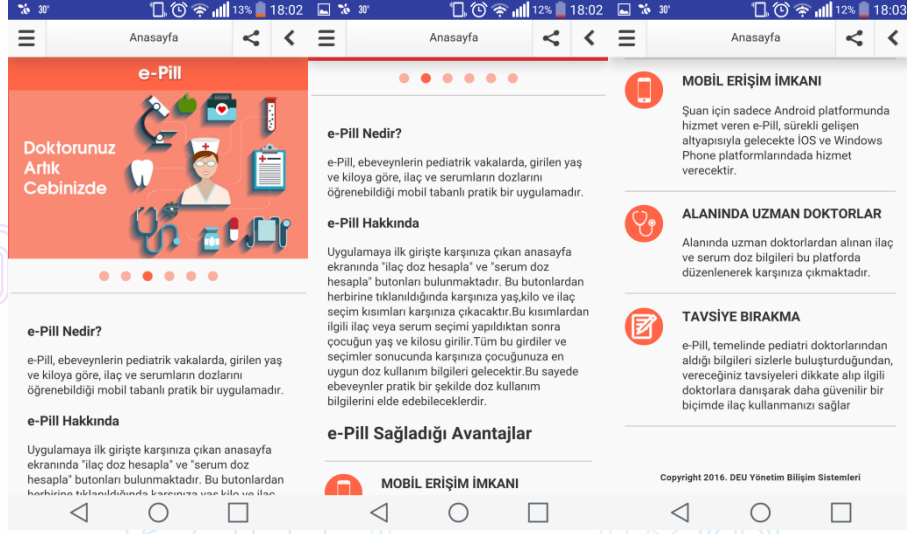 30° 13% 18:02
Anasayfa
e-Pill
Doktorunuz
Artık
Cebinizde
e-Pill Nedir?
e-Pill, ebeveynlerin pediatrik vakalarda, girilen yaş
ve kiloya göre, ilaç ve serumların dozlarını
öğrenebildiği mobil tabanlı pratik bir uygulamadır.
e-Pill Hakkında
Uygulamaya ilk girişte karşınıza çıkan anasayfa
ekranında "ilaç doz hesapla" ve "serum doz
hesapla" butonları bulunmaktadır. Bu butonlardan
herbirine tıklanıldığında karşınıza yaş,kilo ve ilaç
30° 12% 18:02
Anasayfa
e-Pill Nedir?
e-Pill, ebeveynlerin pediatrik vakalarda, girilen yaş
ve kiloya göre, ilaç ve serumların dozlarını
öğrenebildiği mobil tabanlı pratik bir uygulamadır.
e-Pill Hakkında
Uygulamaya ilk girişte karşınıza çıkan anasayfa
ekranında "ilaç doz hesapla" ve "serum doz
hesapla" butonları bulunmaktadır. Bu butonlardan
herbirine tıklanıldığında karşınıza yaş,kilo ve ilaç
seçim kısımları karşınıza çıkacaktır.Bu kısımlardan
ilgili ilaç veya serum seçimi yapıldıktan sonra
çocuğun yaş ve kilosu girilir.Tüm bu girdiler ve
seçimler sonucunda karşınıza çocuğunuza en
uygun doz kullanım bilgileri gelecektir.Bu sayede
ebeveynler pratik bir şekilde doz kullanım
bilgilerini elde edebileceklerdir.
e-Pill Sağladığı Avantajlar
MOBİL ERİŞİM İMKANI
30° 12% 18:03
Anasayfa
MOBİL ERİŞİM İMKANI
Şuan için sadece Android platformunda
hizmet veren e-Pill, sürekli gelişen
altyapısıyla gelecekte İOS ve Windows
Phone platformlarındada hizmet
verecektir.
ALANINDA UZMAN DOKTORLAR
Alanında uzman doktorlardan alınan ilaç
ve serum doz bilgileri bu platforda
düzenlenerek karşınıza çıkmaktadır.
TAVSİYE BIRAKMA
e-Pill, temelinde pediatri doktorlarından
aldığı bilgileri sizlerle buluşturduğundan,
vereceğiniz tavsiyeleri dikkate alıp ilgili
doktorlara danışarak daha güvenilir bir
biçimde ilaç kullanmanızı sağlar
Copyright 2016. DEU Yönetim Bilişim Sistemleri